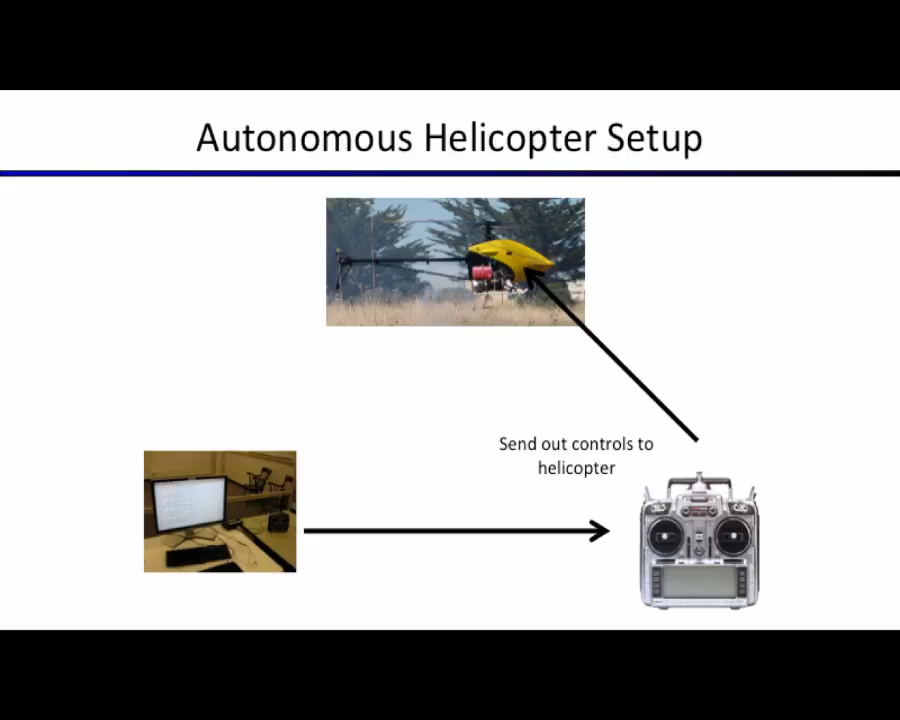 Autonomous Helicopter Setup
Send out controls to
helicopter